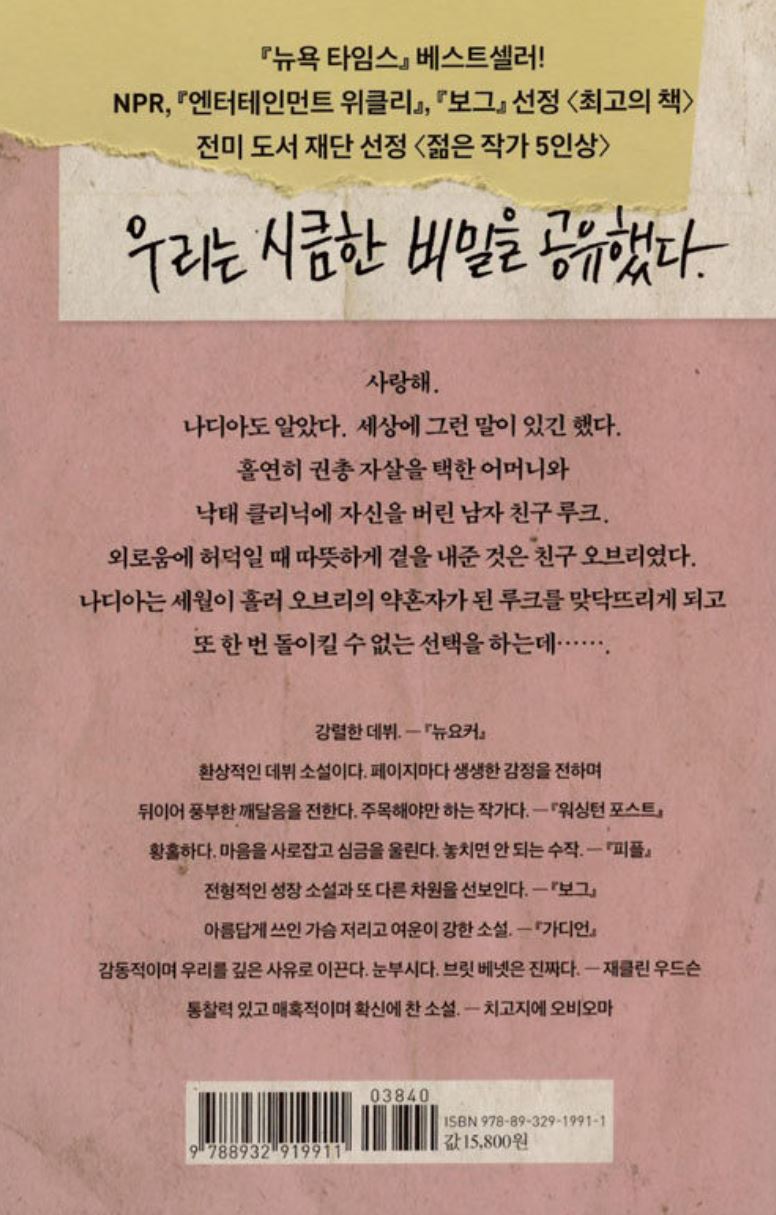 『뉴욕 타임스』 베스트셀러!
NPR, 『엔터테인먼트 위클리』, 『보그』 선정 〈최고의 책〉
전미 도서 재단 선정 〈젊은 작가 5인상〉
우리는 시큼한 비밀을 공유했다.
사랑해.
나디아도 알았다. 세상에 그런 말이 있긴 했다.
홀연히 권총 자살을 택한 어머니와
낙태 클리닉에 자신을 버린 남자 친구 루크.
외로움에 허덕일 때 따뜻하게 곁을 내준 것은 친구 오브리였다.
나디아는 세월이 흘러 오브리의 약혼자가 된 루크를 맞닥뜨리게 되고
또 한 번 돌이킬 수 없는 선택을 하는데…….
강렬한 데뷔. ―『뉴요커』
환상적인 데뷔 소설이다. 페이지마다 생생한 감정을 전하며
뒤이어 풍부한 깨달음을 전한다. 주목해야만 하는 작가다. ―『워싱턴 포스트』
황홀하다. 마음을 사로잡고 심금을 울린다. 놓치면 안 되는 수작. ―『피플』
전형적인 성장 소설과 또 다른 차원을 선보인다. ―『보그』
아름답게 쓰인 가슴 저리고 여운이 강한 소설. ―『가디언』
감동적이며 우리를 깊은 사유로 이끈다. 눈부시다. 브릿 베넷은 진짜다. ― 재클린 우드슨
통찰력 있고 매혹적이며 확신에 찬 소설. ― 치고지에 오비오마
03840
ISBN 978-89-329-1991-1
값 15,800원
9 788932 919911